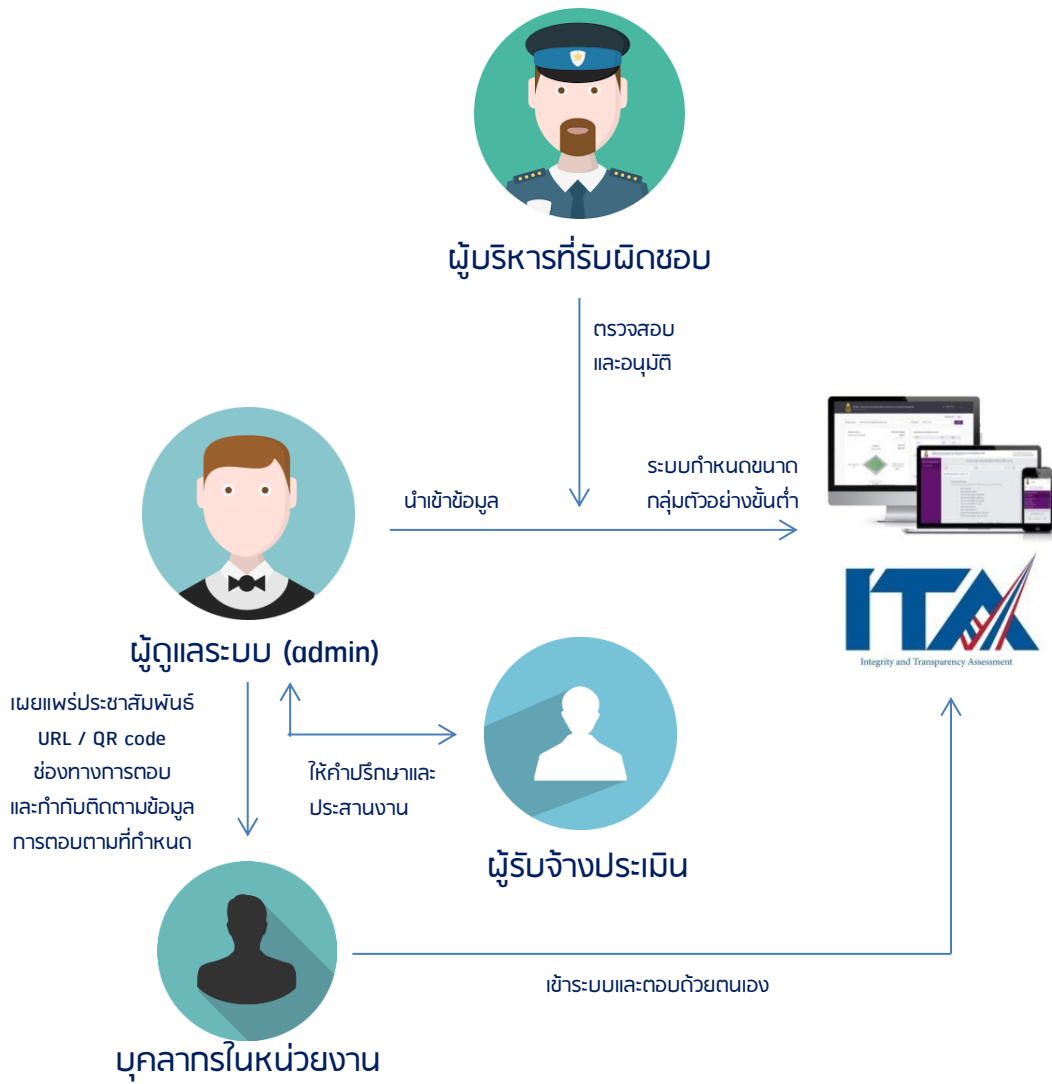 ผู้บริหารที่รับผิดชอบ
ตรวจสอบ
และอนุมัติ
นำเข้าข้อมูล
ระบบกำหนดขนาด
กลุ่มตัวอย่างขั้นต่ำ
ITA
Integrity and Transparency Assessment
ผู้ดูแลระบบ (admin)
เผยแพร่ประชาสัมพันธ์
URL / QR code
ช่องทางการตอบ
และกำกับติดตามข้อมูล
การตอบตามที่กำหนด
ให้คำปรึกษาและ
ประสานงาน
ผู้รับจ้างประเมิน
เข้าระบบและตอบด้วยตนเอง
บุคลากรในหน่วยงาน